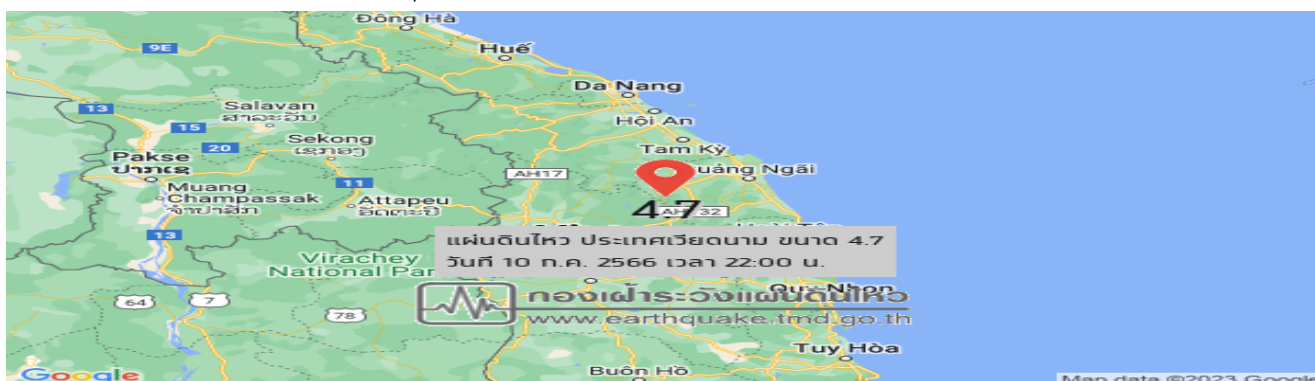 Đông Hà
9E
Huế
Da Nang
13
Salavan
ສາລະວັນ
Hội An
15
Sekong
ເຊກອງ
20
Tam Kỳ
Pakse
ປາກເຊ
AH17
uảng Ngãi
11
Muang
Champassak
ຈຳປາສັກ
Attapeu
ອັດຕະປື
4.7
AH132
13
แผ่นดินไหว ประเทศเวียดนาม ขนาด 4.7
วันที่ 10 ก.ค. 2566 เวลา 22:00 น.
Virachey
National Par
กองเฝ้าระวังแผ่นดินไหว
64
7
78
www.earthquake.tmd.go.th
Tuy Hòa
Buôn Hồ
Google
Map data ©2023 Google